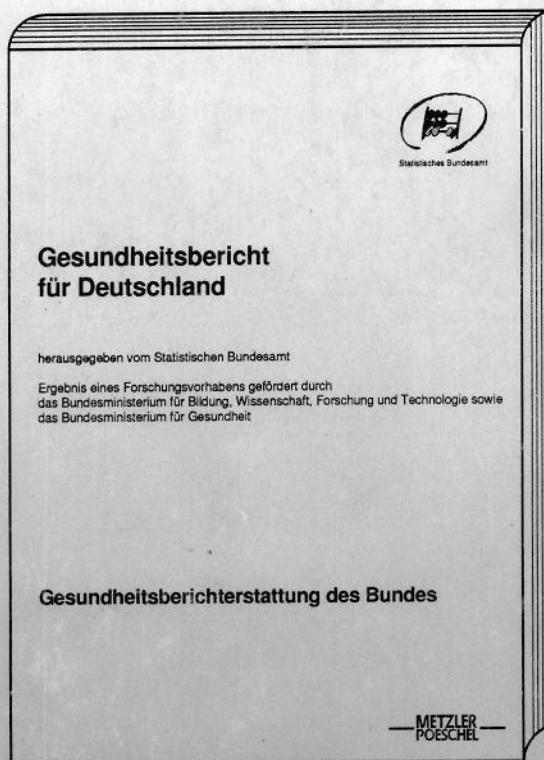 Statistisches Bundesamt
Gesundheitsbericht
für Deutschland
herausgegeben vom Statistischen Bundesamt
Ergebnis eines Forschungsvorhabens gefördert durch
das Bundesministerium für Bildung, Wissenschaft, Forschung und Technologie sowie
das Bundesministerium für Gesundheit
Gesundheitsberichterstattung des Bundes
METZLER
POESCHEL